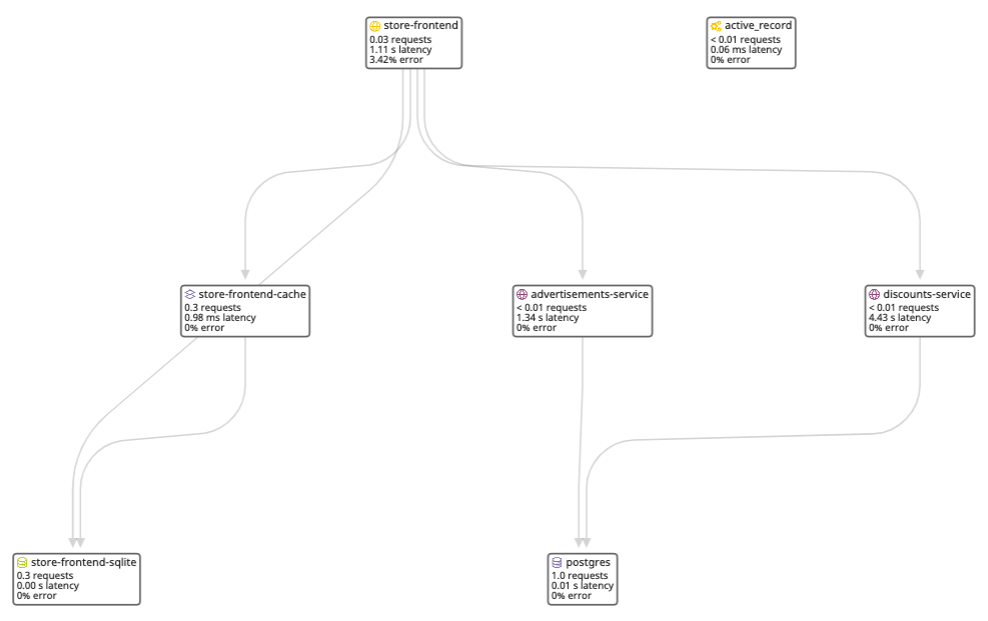 store-frontend
0.03 requests
1.11 s latency
3.42% error
active_record
< 0.01 requests
0.06 ms latency
0% error
store-frontend-cache
0.3 requests
0.98 ms latency
0% error
advertisements-service
< 0.01 requests
1.34 s latency
0% error
discounts-service
< 0.01 requests
4.43 s latency
0% error
store-frontend-sqlite
0.3 requests
0.00 s latency
0% error
postgres
1.0 requests
0.01 s latency
0% error